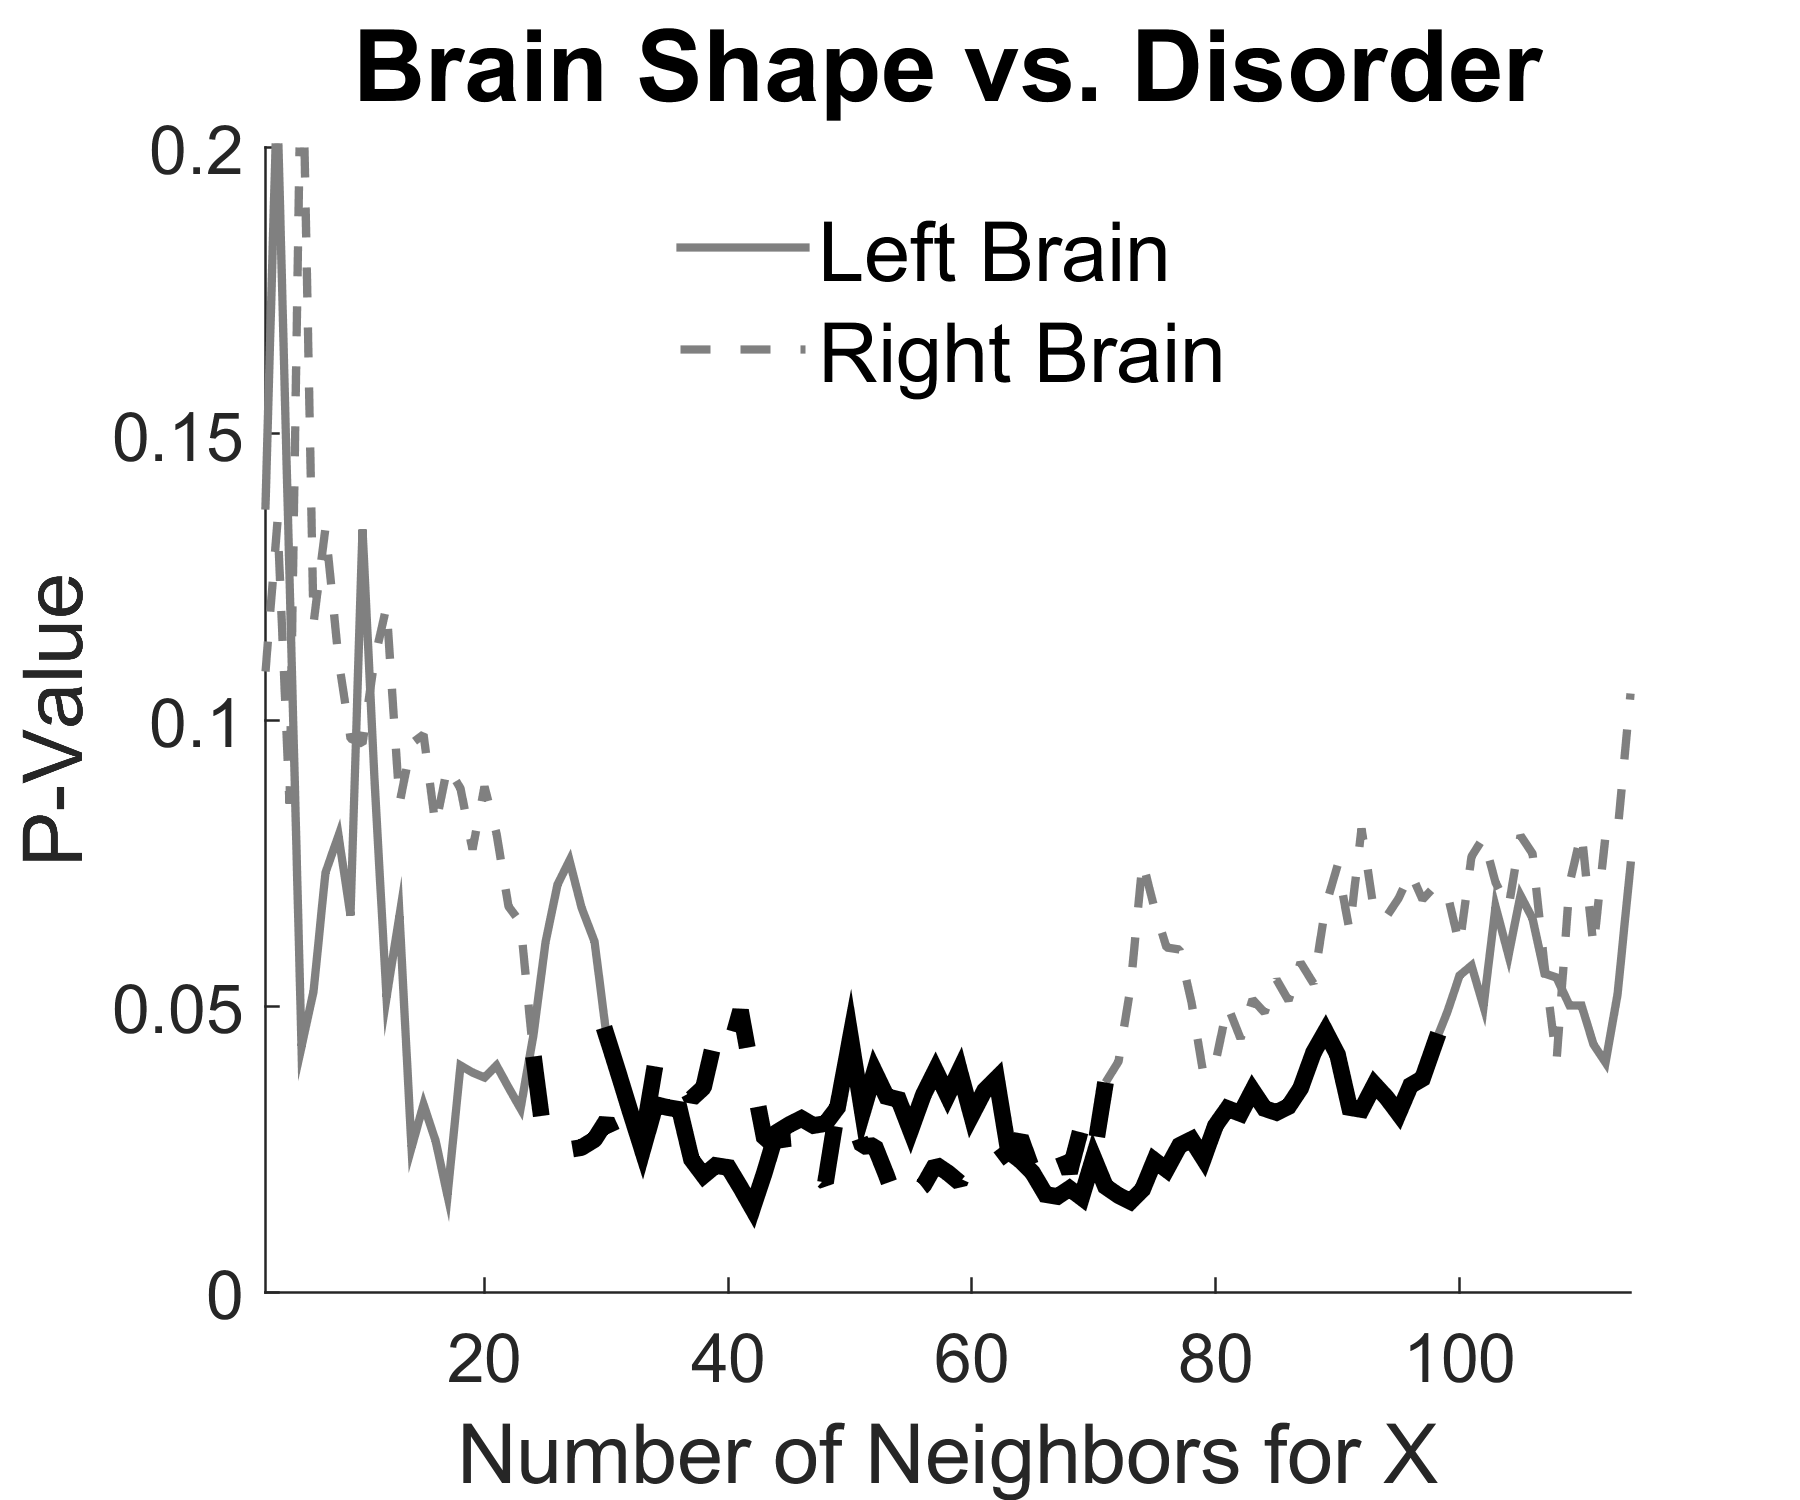 Brain Shape vs. Disorder
0.2
0.15
0.1
0.05
0
P-Value
Left Brain
Right Brain
20 40 60 80 100
Number of Neighbors for X